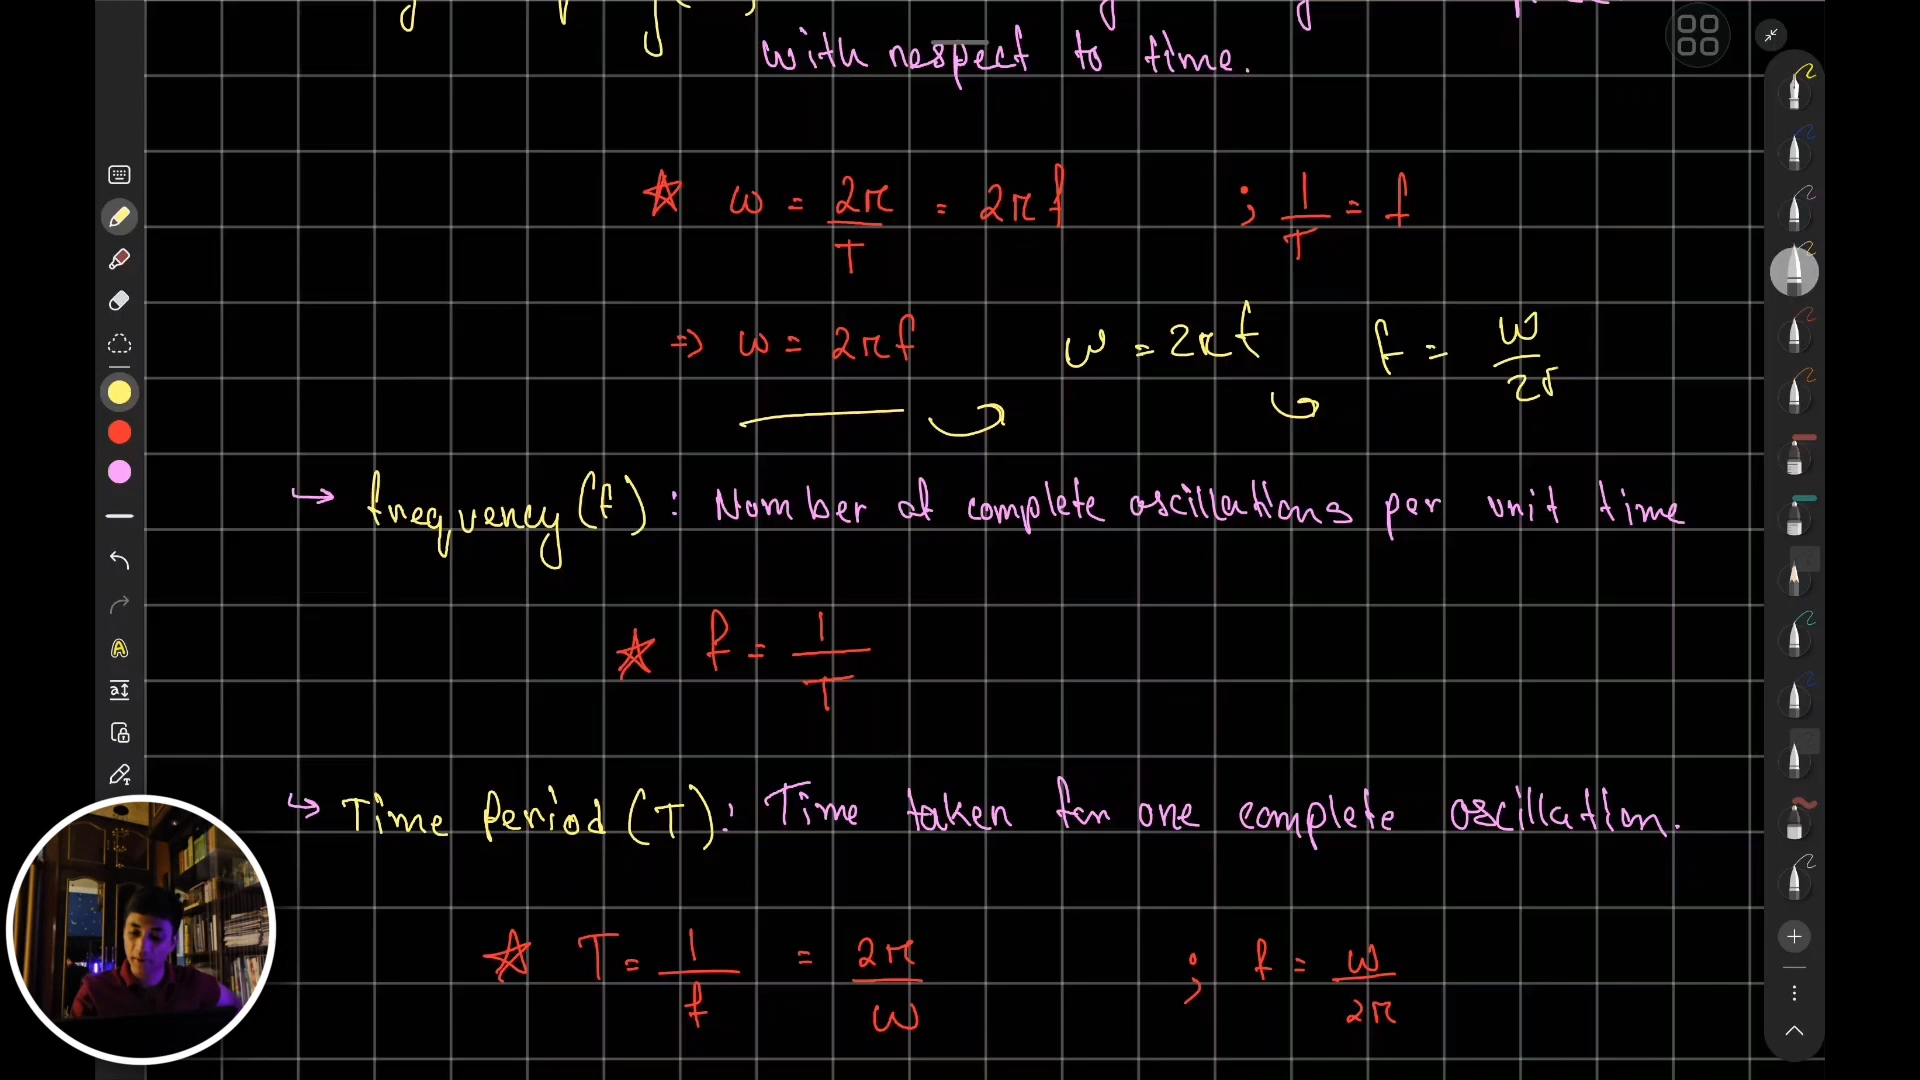 with respect to time.
☆ ω = 2π/T = 2πf ; 1/T = f
⇒ ω = 2πf ω = 2πf f = ω/2π
↳ frequency (f) : Number of complete oscillations per unit time
☆ f = 1/T
↳ Time Period (T) : Time taken for one complete oscillation.
☆ T = 1/f = 2π/ω ; f = ω/2π